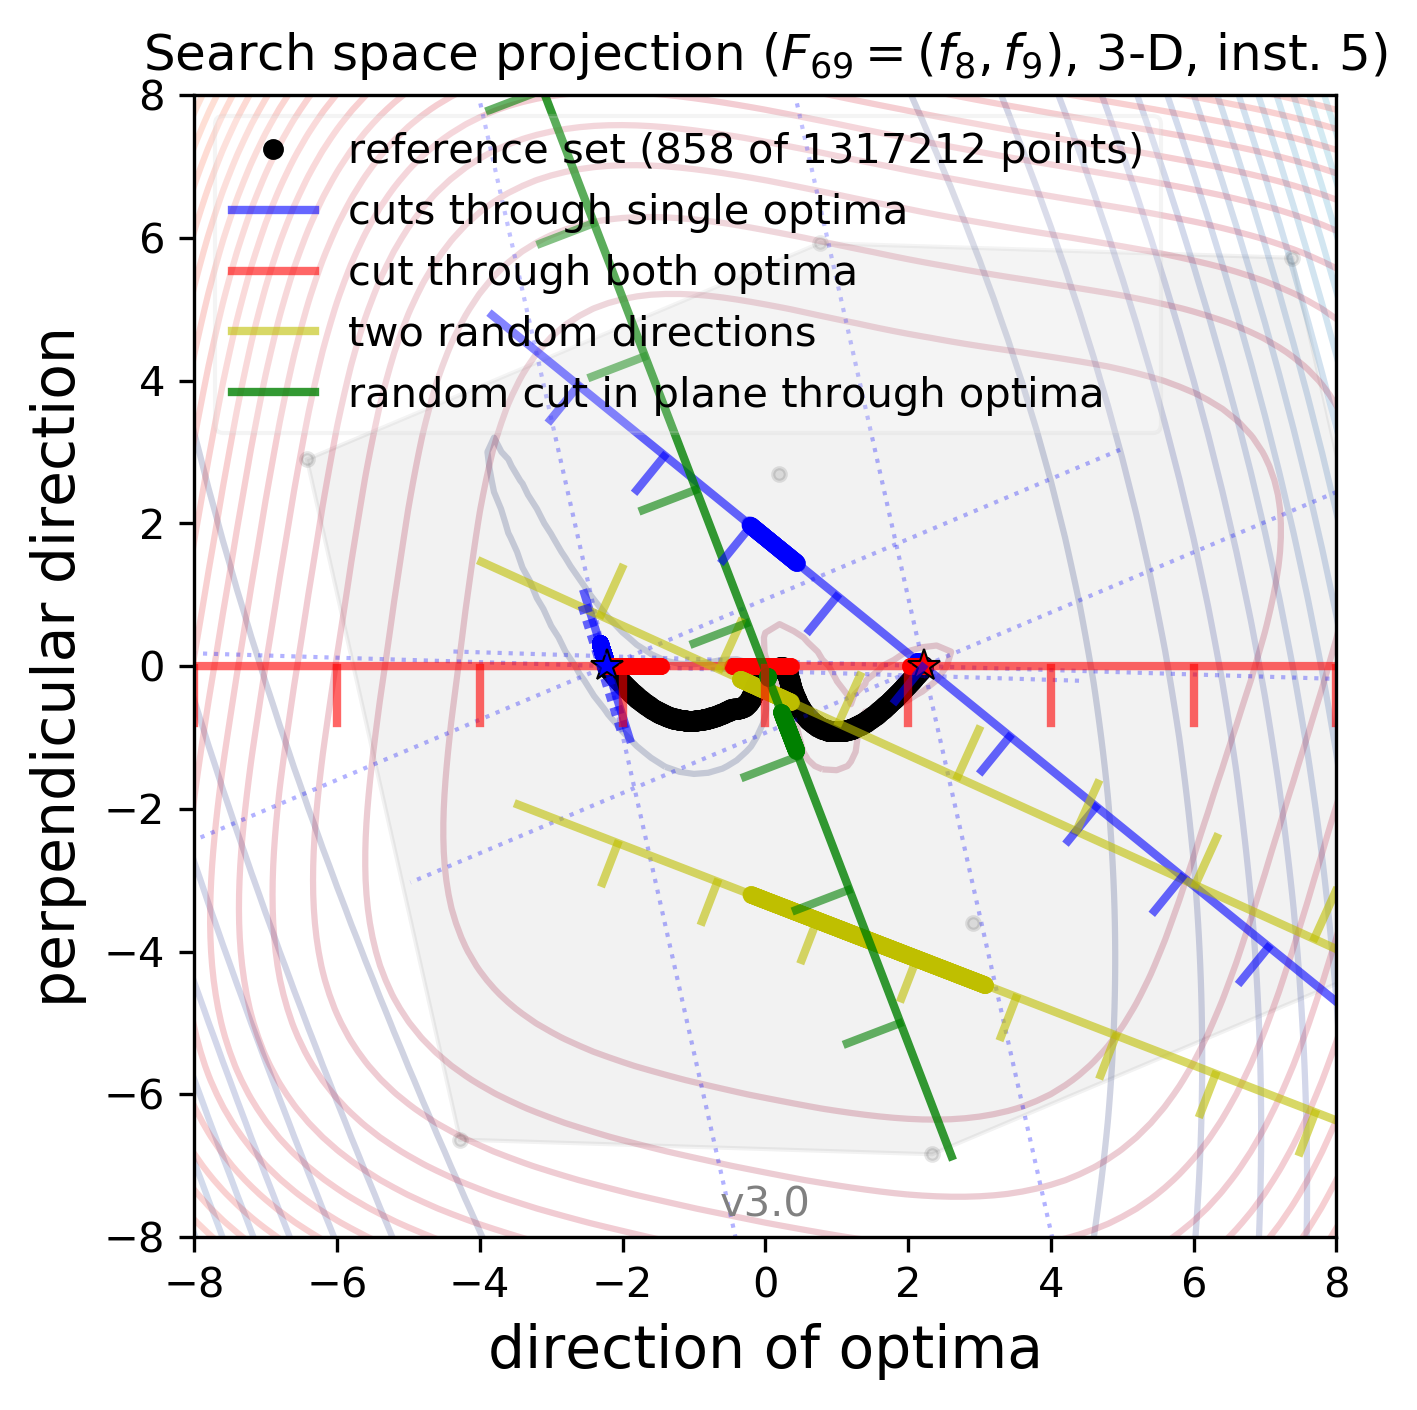 Search space projection ($F_{69} = (f_8, f_9)$, 3-D, inst. 5)
reference set (858 of 1317212 points)
cuts through single optima
cut through both optima
two random directions
random cut in plane through optima
perpendicular direction
8
6
4
2
0
−2
−4
−6
−8
v3.0
−8 −6 −4 −2 0 2 4 6 8
direction of optima